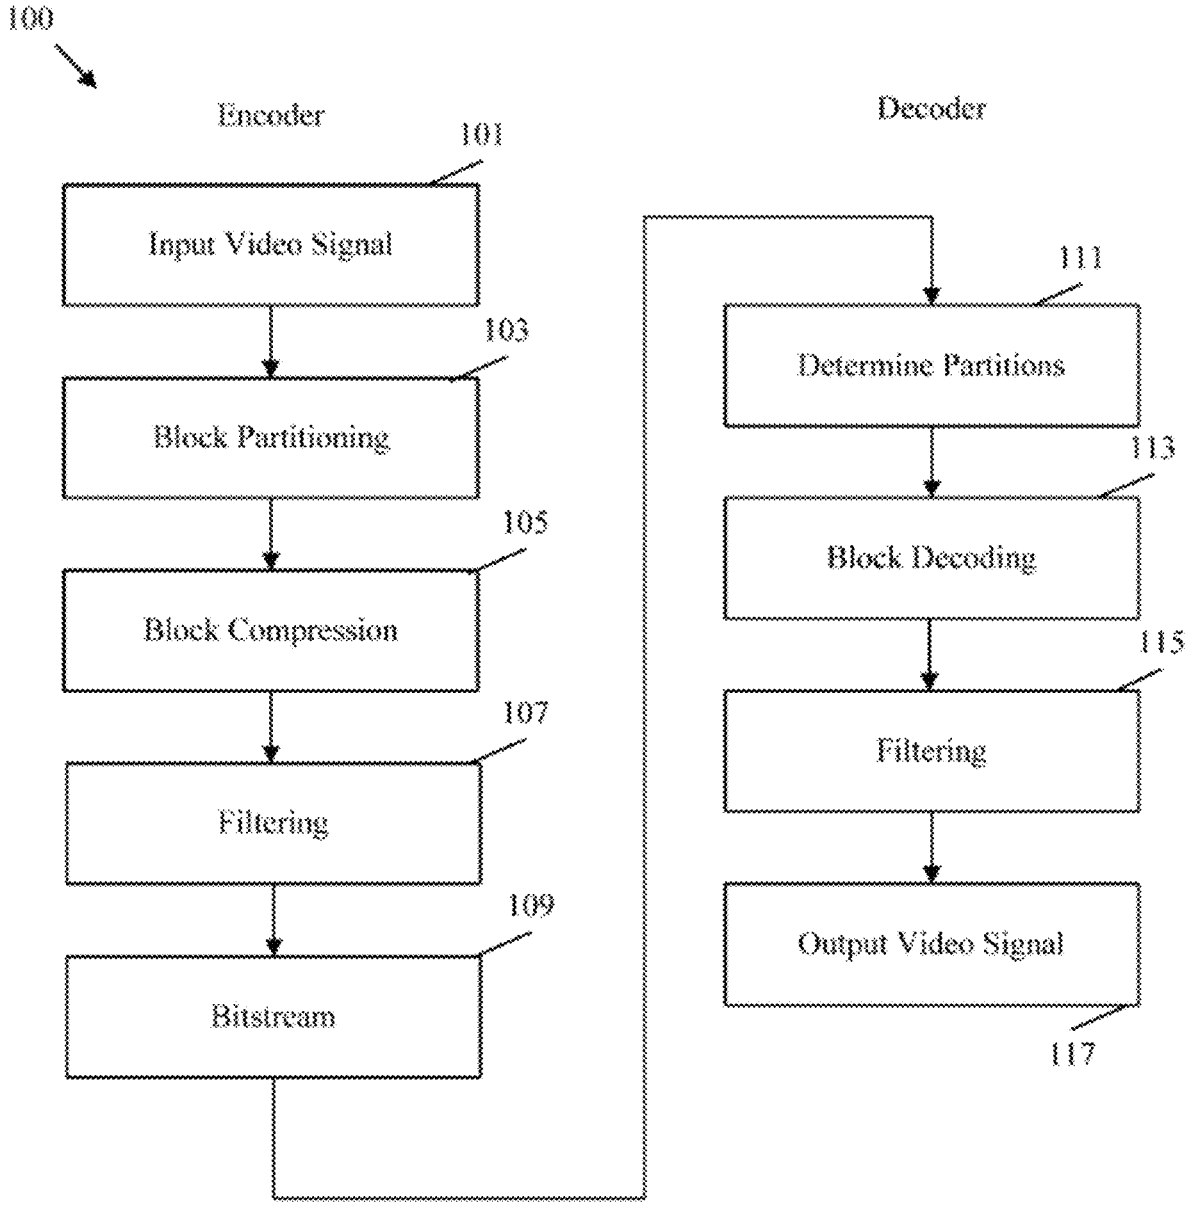 100
Encoder
101
Input Video Signal
103
Block Partitioning
105
Block Compression
107
Filtering
109
Bitstream
Decoder
111
Determine Partitions
113
Block Decoding
115
Filtering
Output Video Signal
117